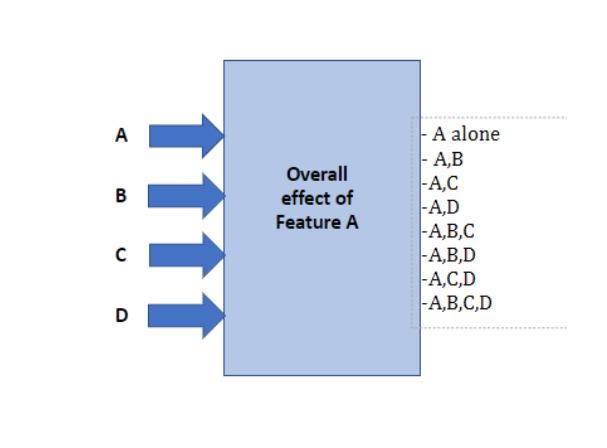 A
B
C
D
Overall
effect of
Feature A
- A alone
- A,B
-A,C
-A,D
-A,B,C
-A,B,D
-A,C,D
-A,B,C,D